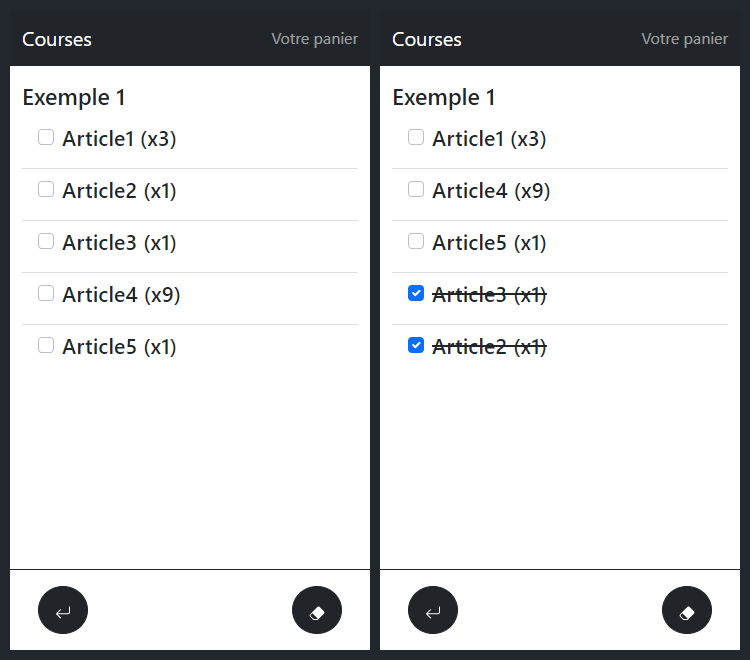 Courses Votre panier
Exemple 1
Article1 (x3)
Article2 (x1)
Article3 (x1)
Article4 (x9)
Article5 (x1)
Courses Votre panier
Exemple 1
Article1 (x3)
Article4 (x9)
Article5 (x1)
Article3 (x1)
Article2 (x1)